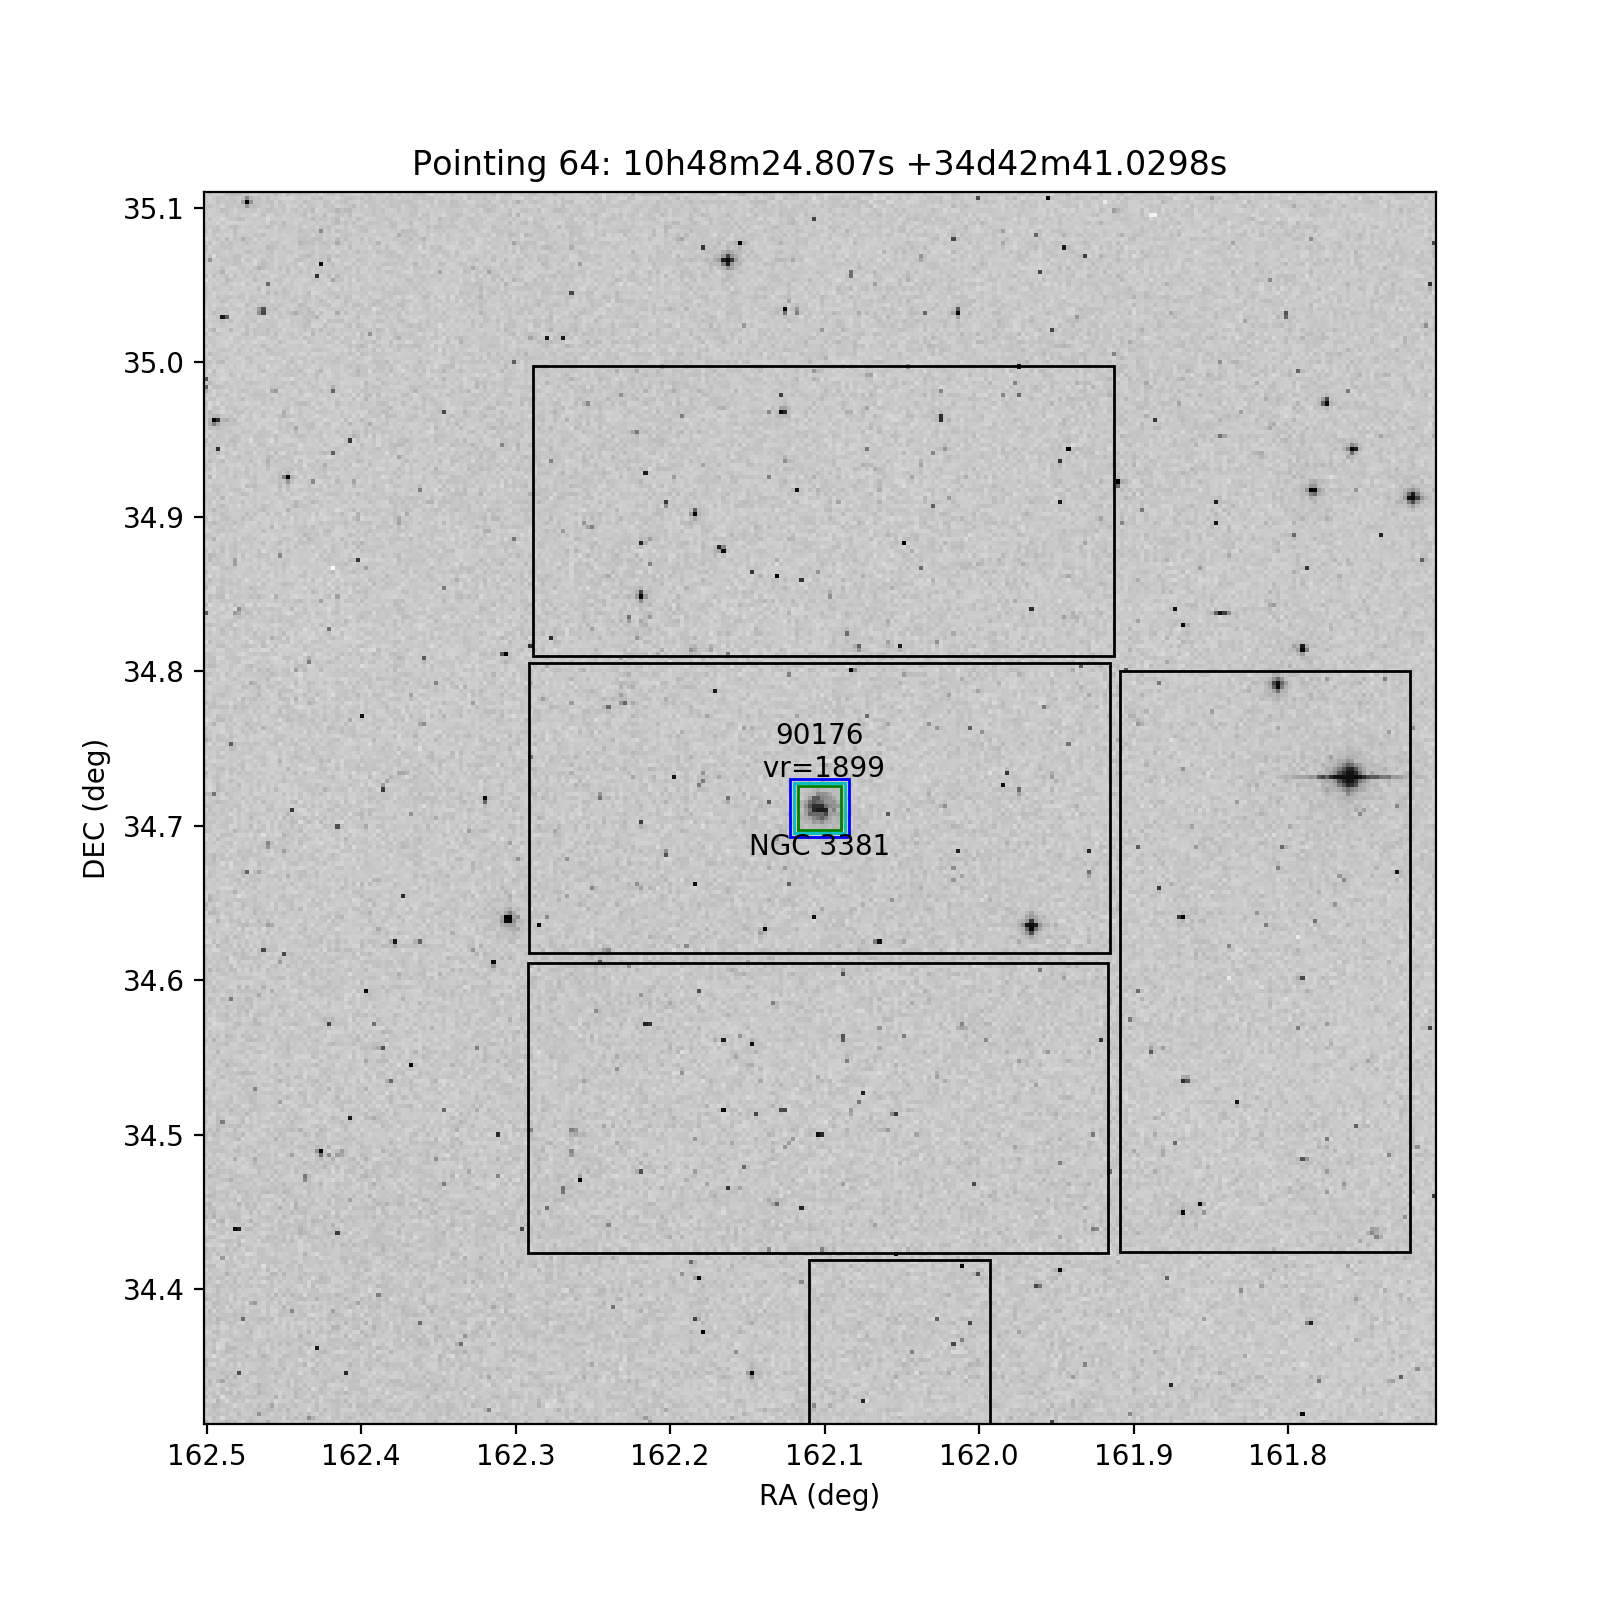 Pointing 64: 10h48m24.807s +34d42m41.0298s
35.1
35.0
34.9
34.8
34.7
34.6
34.5
34.4
DEC (deg)
90176
vr=1899
NGC 3381
162.5 162.4 162.3 162.2 162.1 162.0 161.9 161.8
RA (deg)